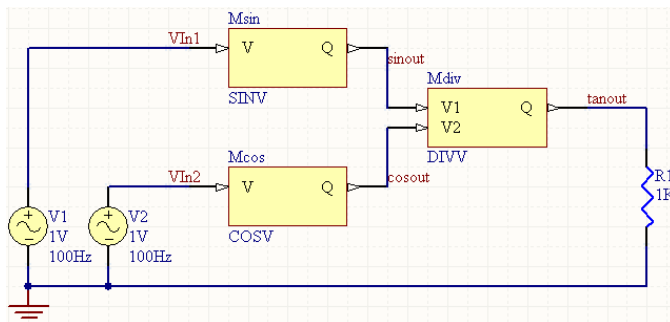 Msin
VIn1
V
Q
SINV
sinout
Mdiv
V1
Q
V2
DIVV
tanout
Mcos
VIn2
V
Q
COSV
cosout
V1
1V
100Hz
V2
1V
100Hz
R1